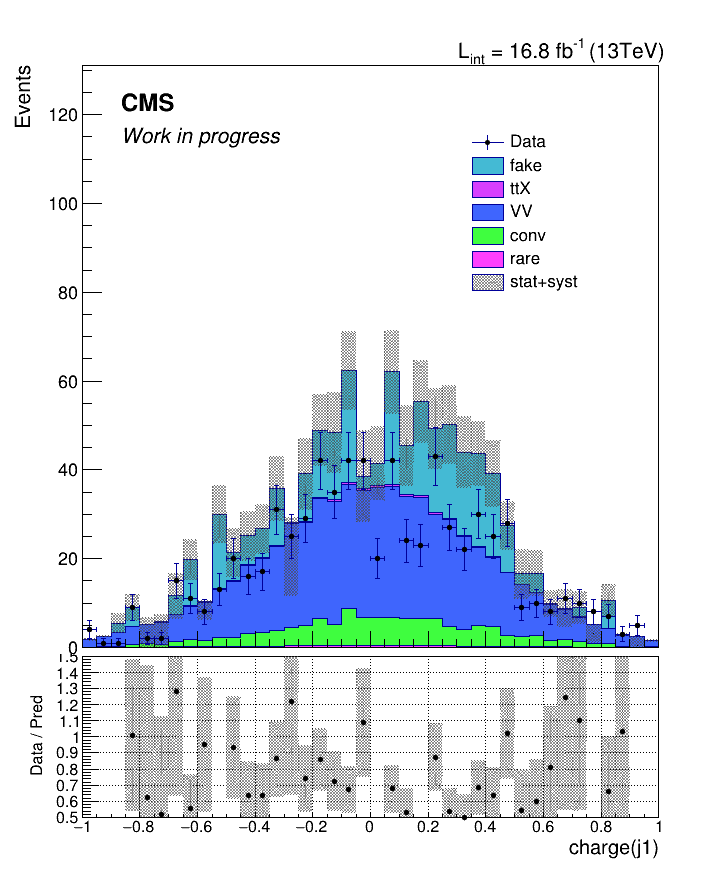 L_int = 16.8 fb^-1 (13TeV)
Events
CMS
Work in progress
Data
fake
ttX
VV
conv
rare
stat+syst
120
100
80
60
40
20
0
Data / Pred
1.5
1.4
1.3
1.2
1.1
1
0.9
0.8
0.7
0.6
0.5
−1 −0.8 −0.6 −0.4 −0.2 0 0.2 0.4 0.6 0.8 1
charge(j1)